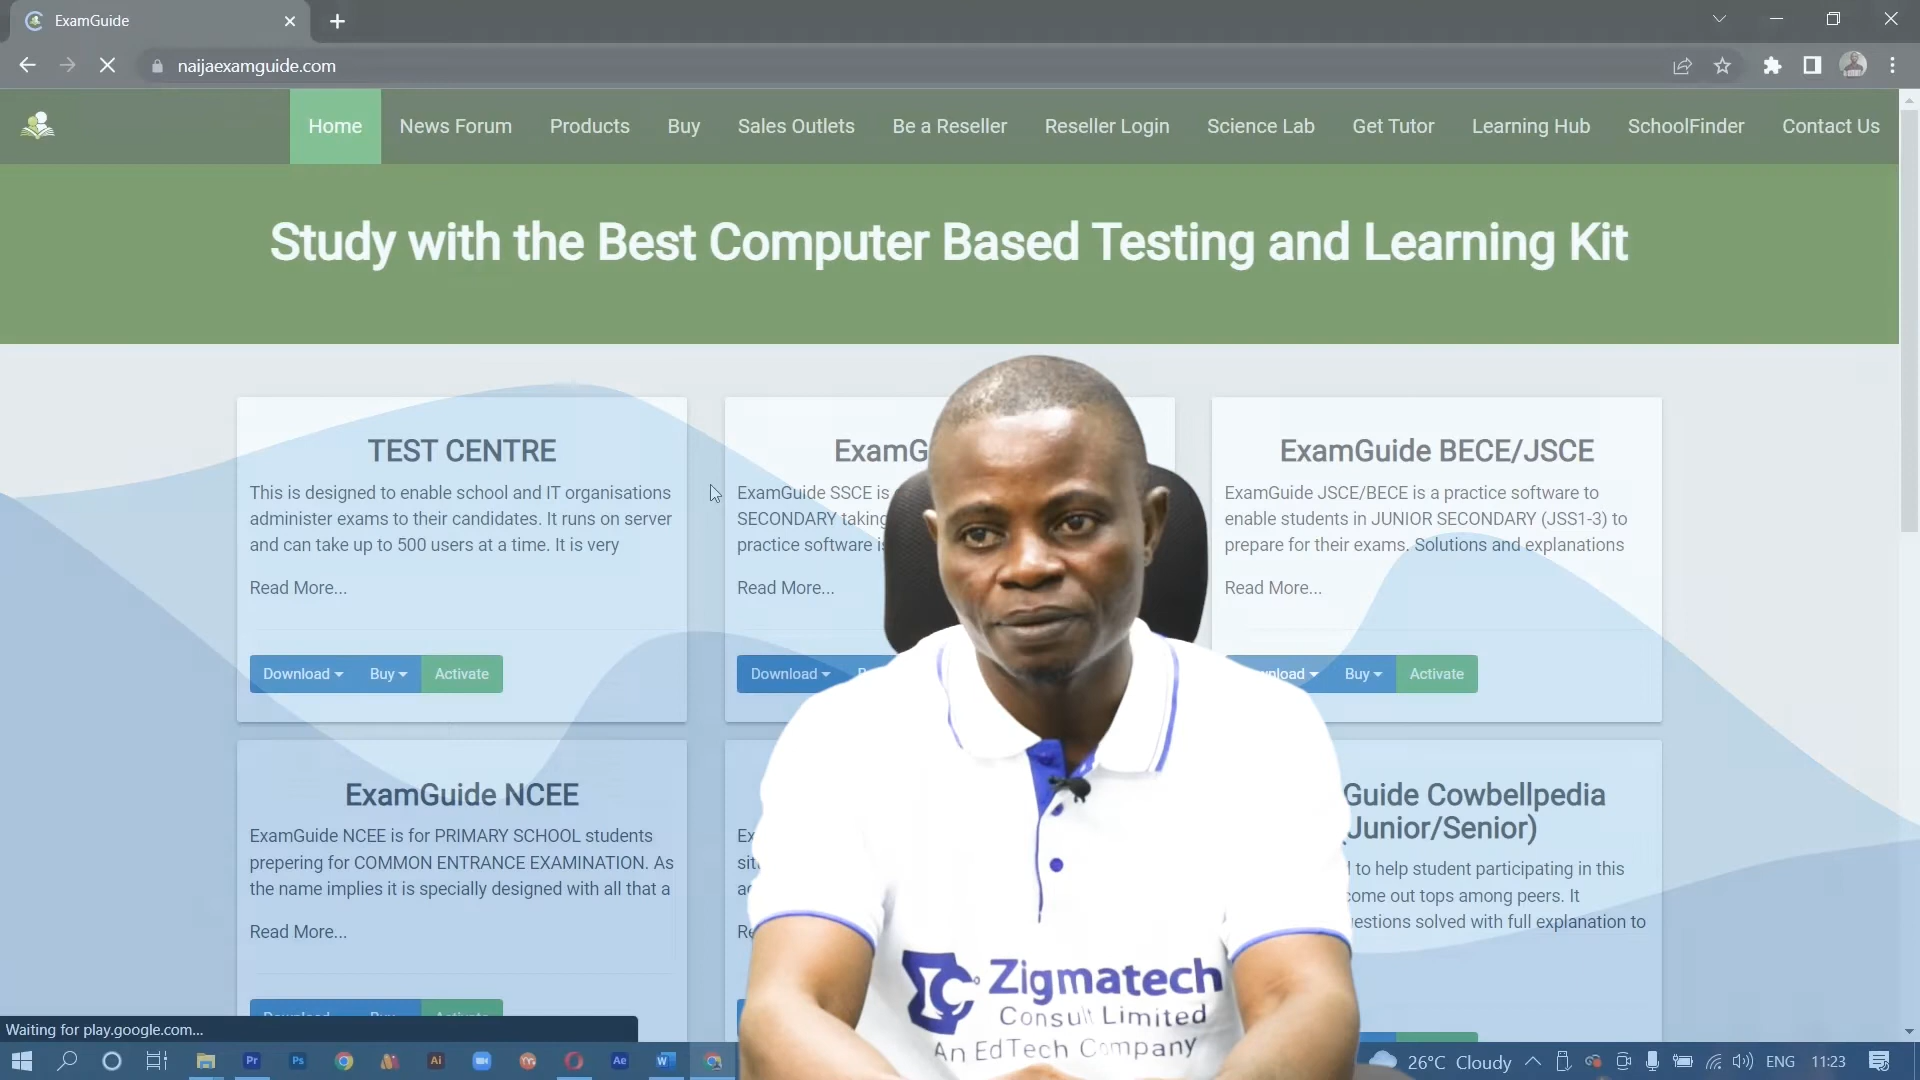 ExamGuide
naijaexamguide.com
Home News Forum Products Buy Sales Outlets Be a Reseller Reseller Login Science Lab Get Tutor Learning Hub SchoolFinder Contact Us
Study with the Best Computer Based Testing and Learning Kit
TEST CENTRE
This is designed to enable school and IT organisations
administer exams to their candidates. It runs on server
and can take up to 500 users at a time. It is very
Read More...
Download Buy Activate
ExamG
ExamGuide SSCE is
SECONDARY taking
practice software is
Read More...
Download
ExamGuide BECE/JSCE
ExamGuide JSCE/BECE is a practice software to
enable students in JUNIOR SECONDARY (JSS1-3) to
prepare for their exams. Solutions and explanations
Read More...
nload Buy Activate
ExamGuide NCEE
ExamGuide NCEE is for PRIMARY SCHOOL students
prepering for COMMON ENTRANCE EXAMINATION. As
the name implies it is specially designed with all that a
Read More...
Guide Cowbellpedia
(Junior/Senior)
l to help student participating in this
come out tops among peers. It
estions solved with full explanation to
Zigmatech
Consult Limited
An EdTech Company
Waiting for play.google.com...
Pr Ps Ai Ae W
26°C Cloudy ENG 11:23